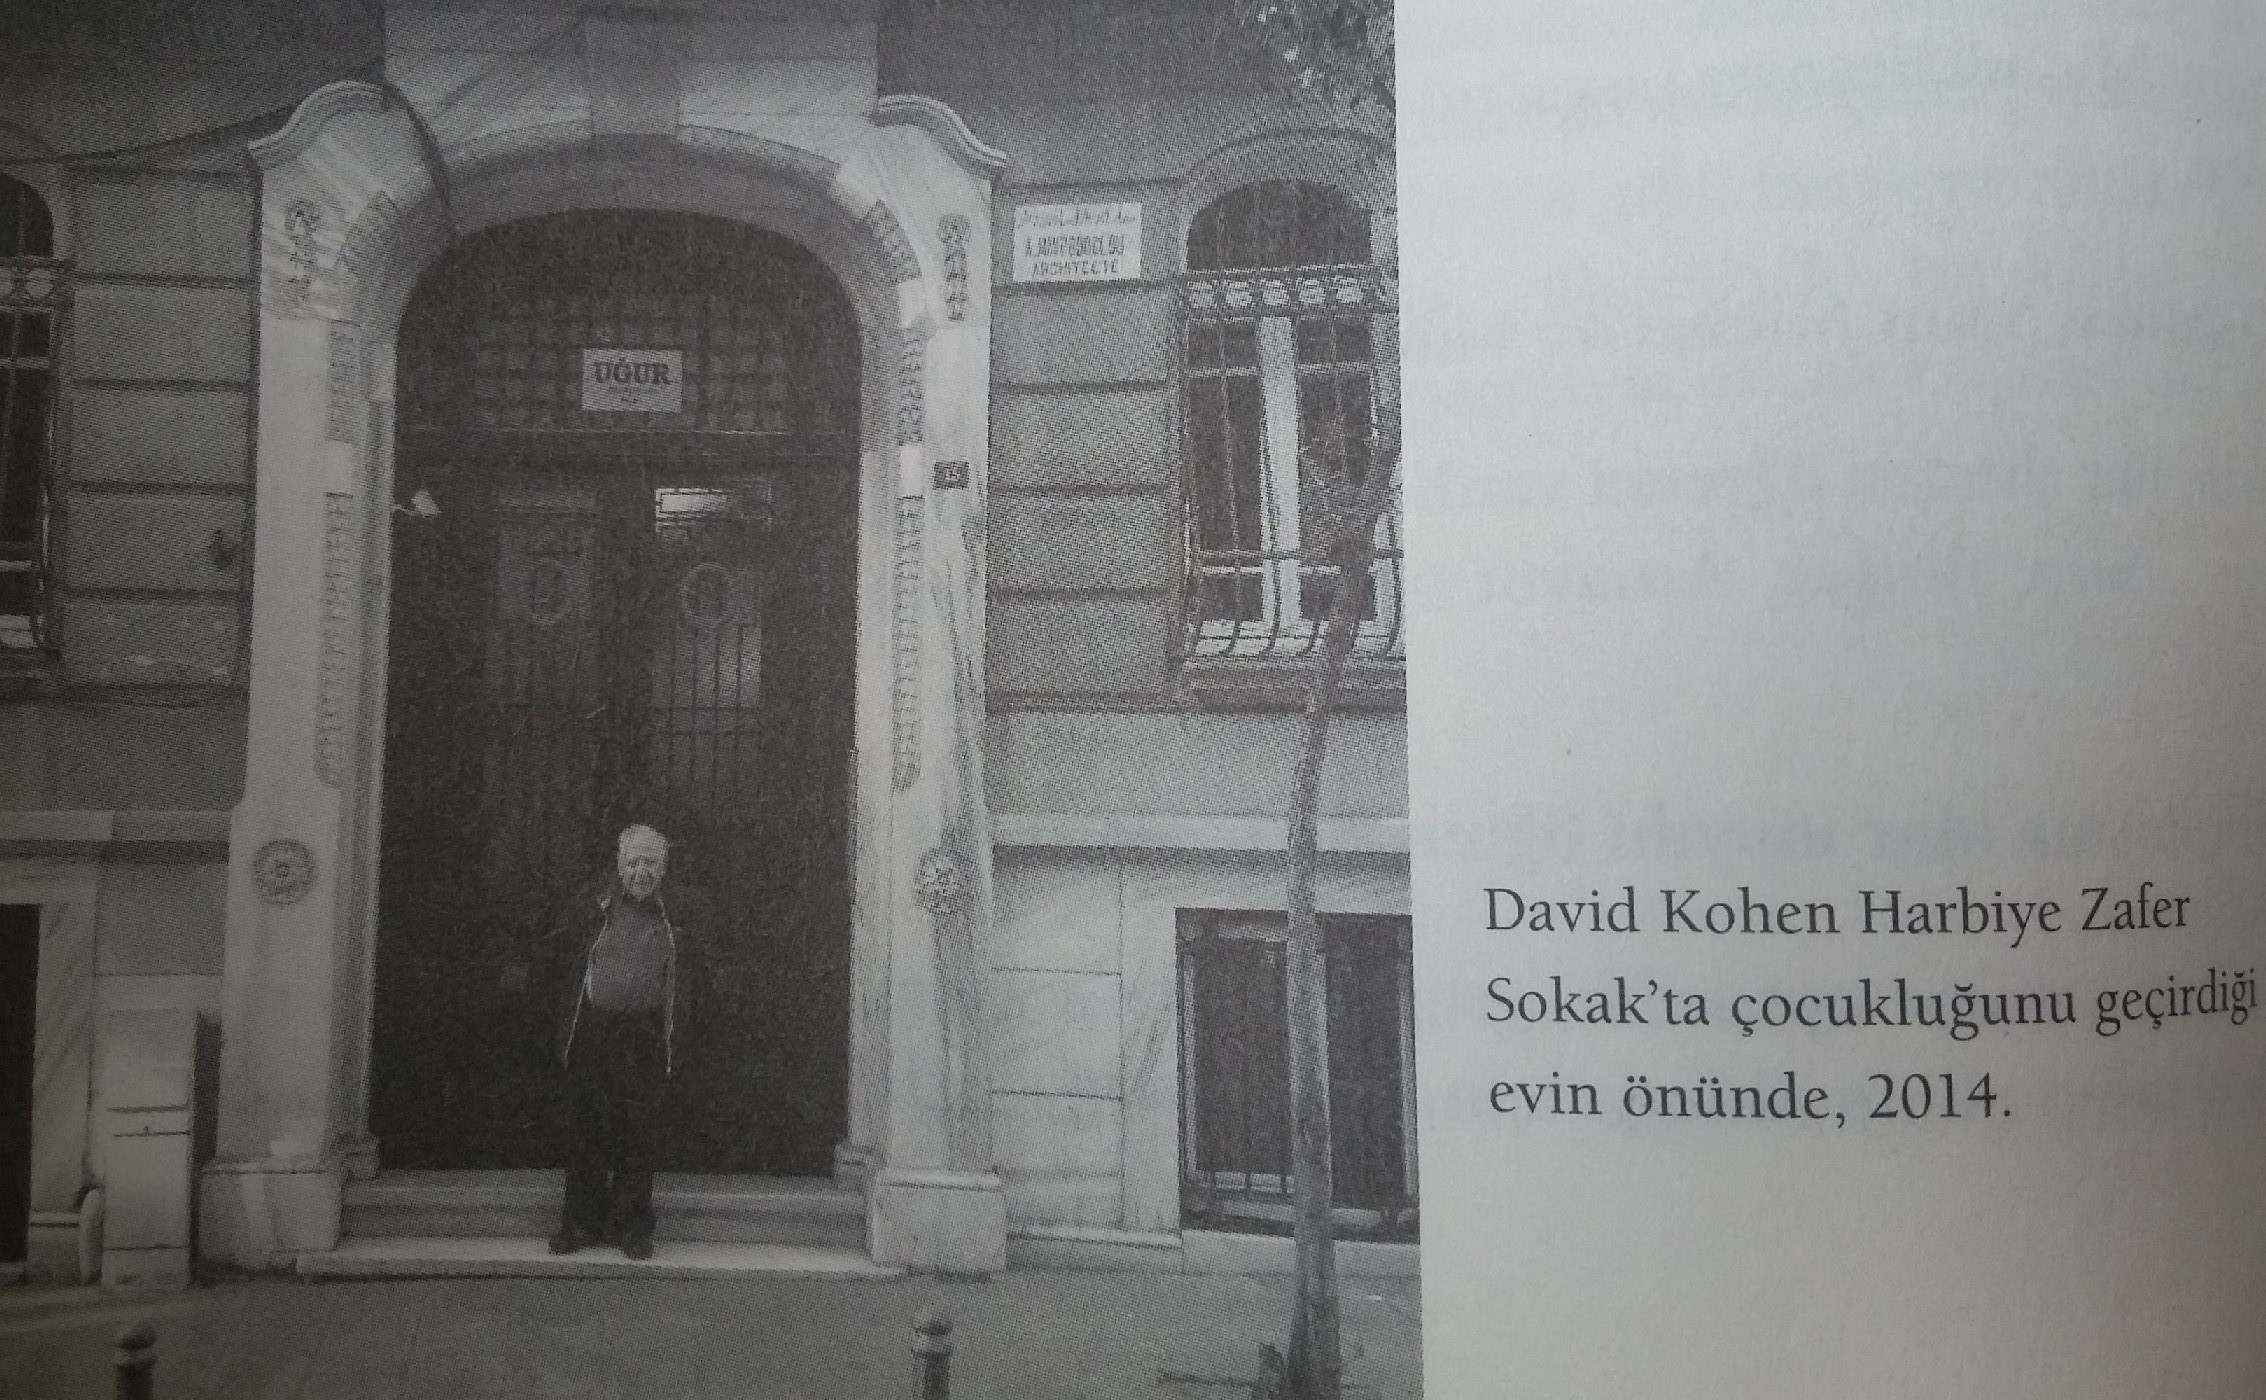 UĞUR
ARCHITECTE
David Kohen Harbiye Zafer
Sokak’ta çocukluğunu geçirdiği
evin önünde, 2014.